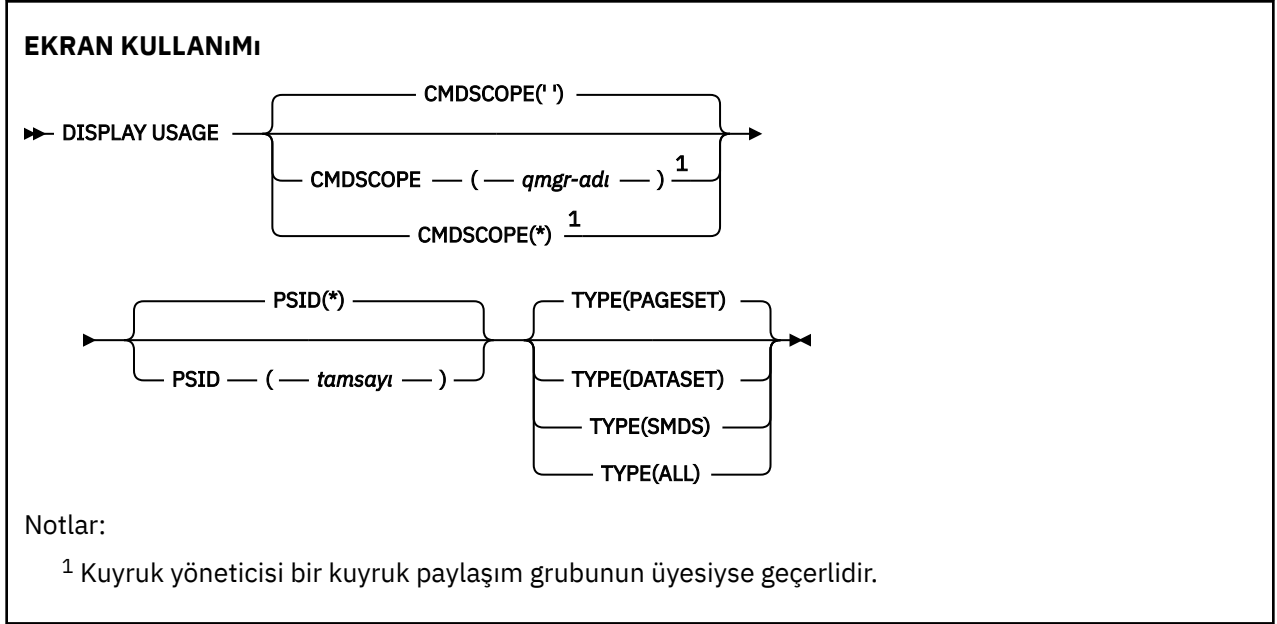 EKRAN KULLANıMı
CMDSCOPE(' ')
DISPLAY USAGE
CMDSCOPE ( qmgr-adı ) 1
CMDSCOPE(*) 1
PSID(*)
PSID ( tamsayı )
TYPE(PAGESET)
TYPE(DATASET)
TYPE(SMDS)
TYPE(ALL)
Notlar:
1 Kuyruk yöneticisi bir kuyruk paylaşım grubunun üyesiyse geçerlidir.